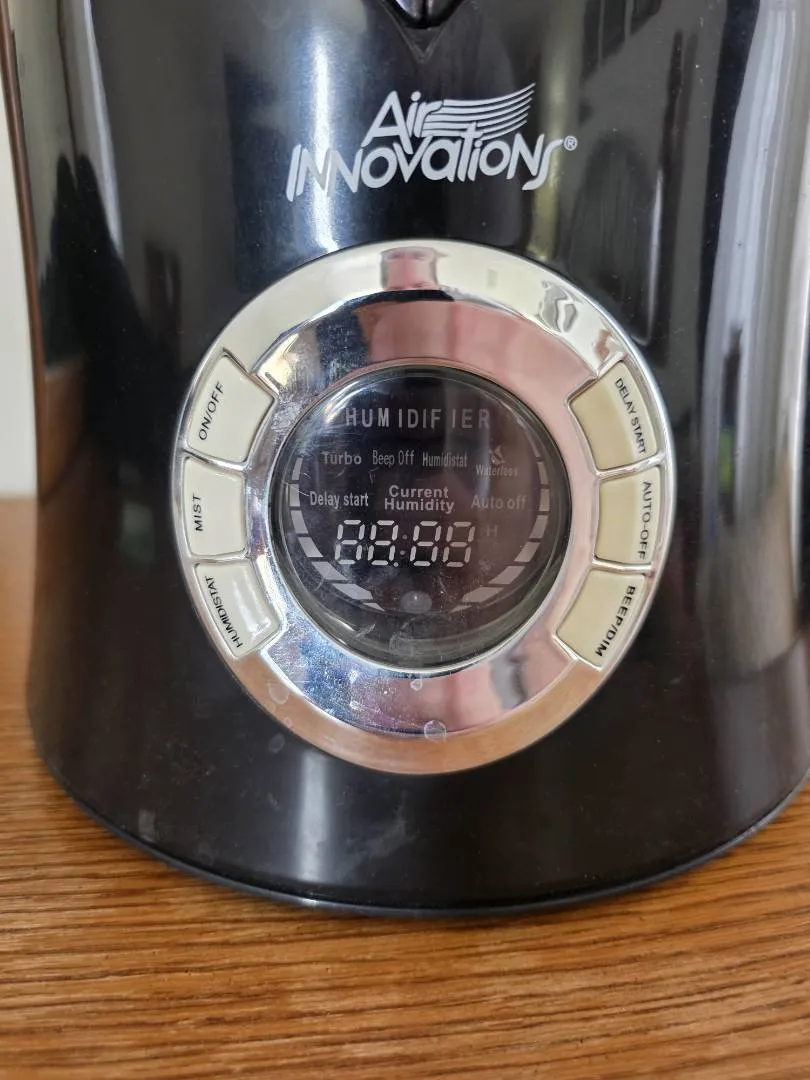 Air
INNOVatioNs®
ON/OFF
MIST
HUMIDISTAT
HUMIDIFIER
Turbo Beep Off Humidistat Waterless
Delay start Current Humidity Auto off
88:88 H
DELAY START
AUTO-OFF
BEEP/DIM